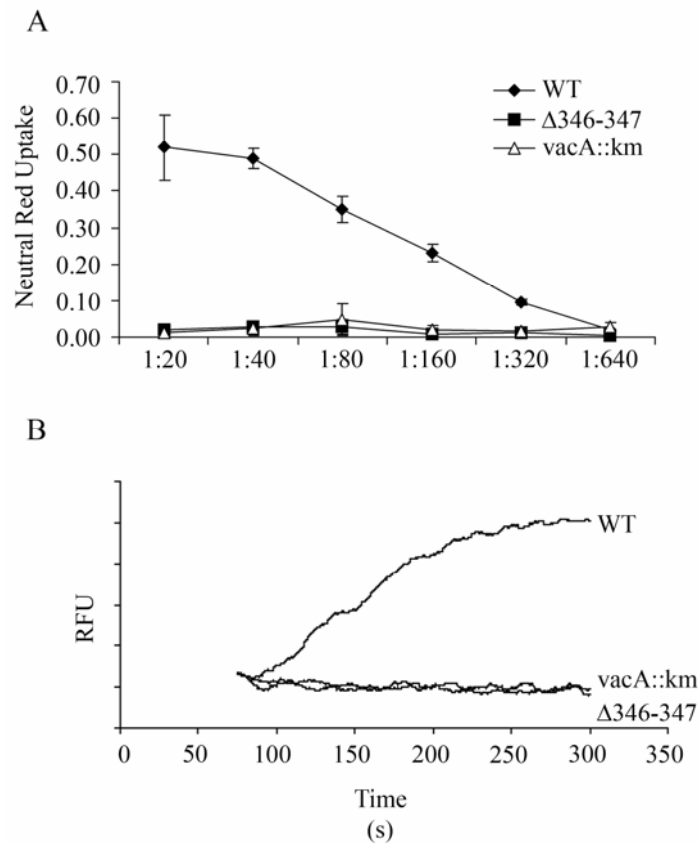 A
0.70
0.60
0.50
0.40
0.30
0.20
0.10
0.00
Neutral Red Uptake
WT
Δ346-347
vacA::km
1:20 1:40 1:80 1:160 1:320 1:640
B
RFU
WT
vacA::km
Δ346-347
0 50 100 150 200 250 300 350
Time
(s)